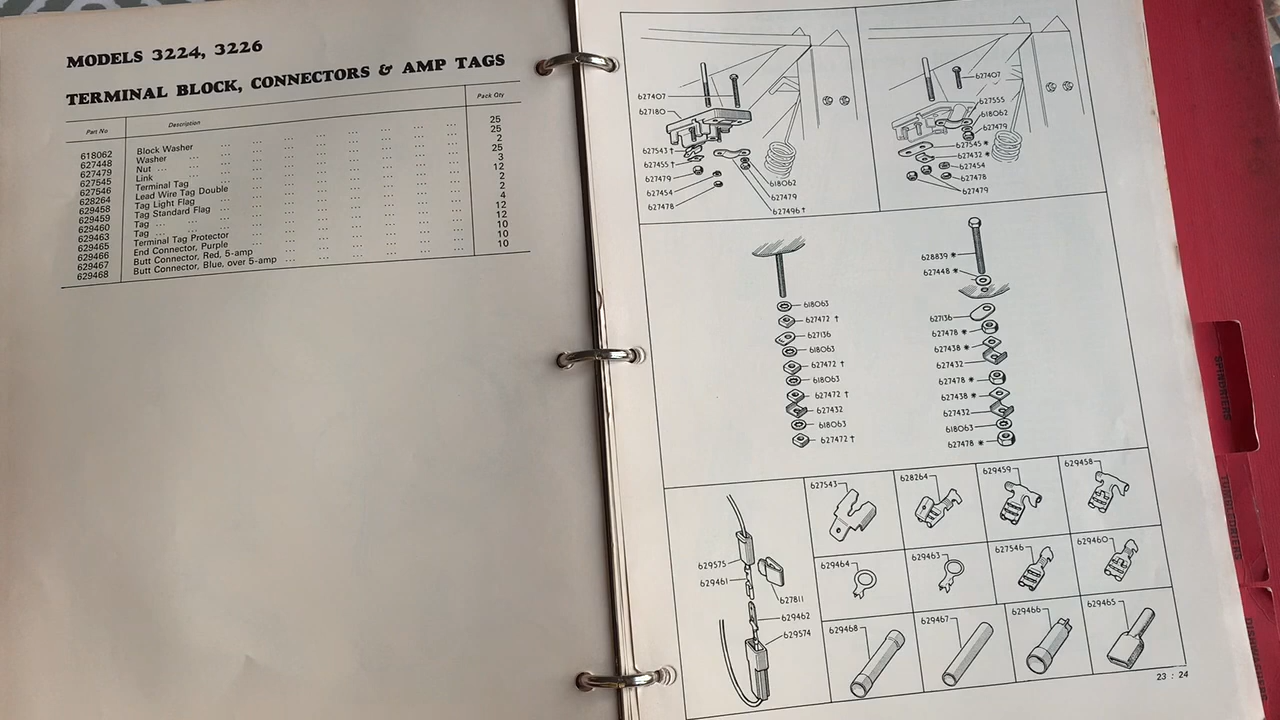 MODELS 3224, 3226
TERMINAL BLOCK, CONNECTORS & AMP TAGS
Part No Description Pack Qty
618062 Block Washer ... 25
627448 Washer ... 25
627479 Nut ... 2
627545 Link ... 25
627546 Terminal Tag ... 3
628264 Lead Wire Tag Double ... 12
629458 Tag Light Flag ... 2
629459 Tag Standard Flag ... 2
629460 Tag ... 4
629463 Tag ... 12
629465 Terminal Tag Protector ... 12
629466 End Connector, Purple ... 10
629467 Butt Connector, Red, 5-amp ... 10
629468 Butt Connector, Blue, over 5-amp ... 10
627407
627180
627543 †
627455 †
627479
627454
627478
618062
627479
627496 †
627407
627555
618062
627479
627545 *
627432 *
627454
627478
627479
618063
627472 †
627136
618063
627472 †
618063
627472 †
627432
618063
627472 †
628839 *
627448 *
627136
627478 *
627438 *
627432
627478 *
627438 *
627432
618063
627478 *
629575
629461
627811
629462
629574
627543
628264
629459
629458
629464
629463
627546
629460
629468
629467
629466
629465
23 : 24
SPINDRIERS
TUMBLEDRIERS